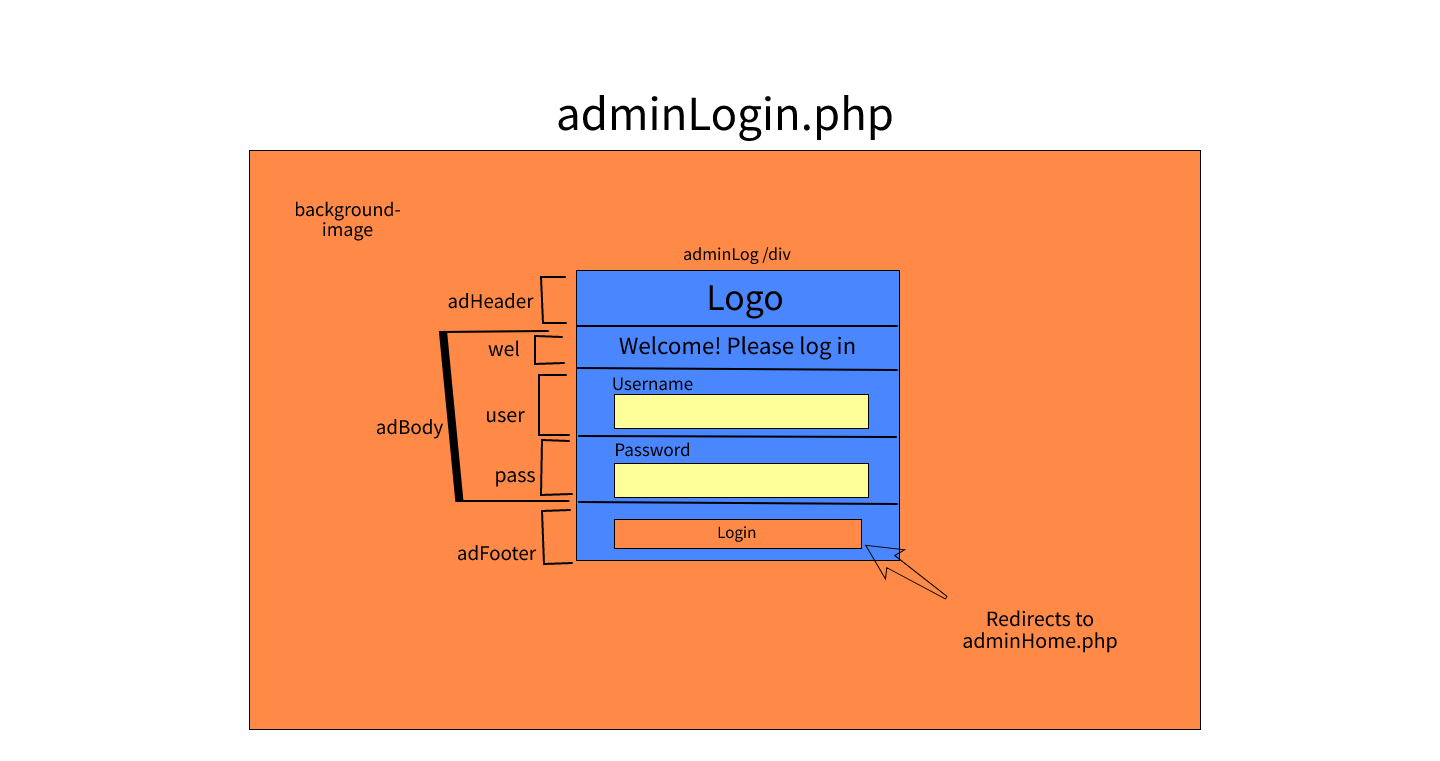 adminLogin.php
background-
image
adminLog /div
adHeader
Logo
wel
Welcome! Please log in
Username
user
adBody
Password
pass
Login
adFooter
Redirects to
adminHome.php